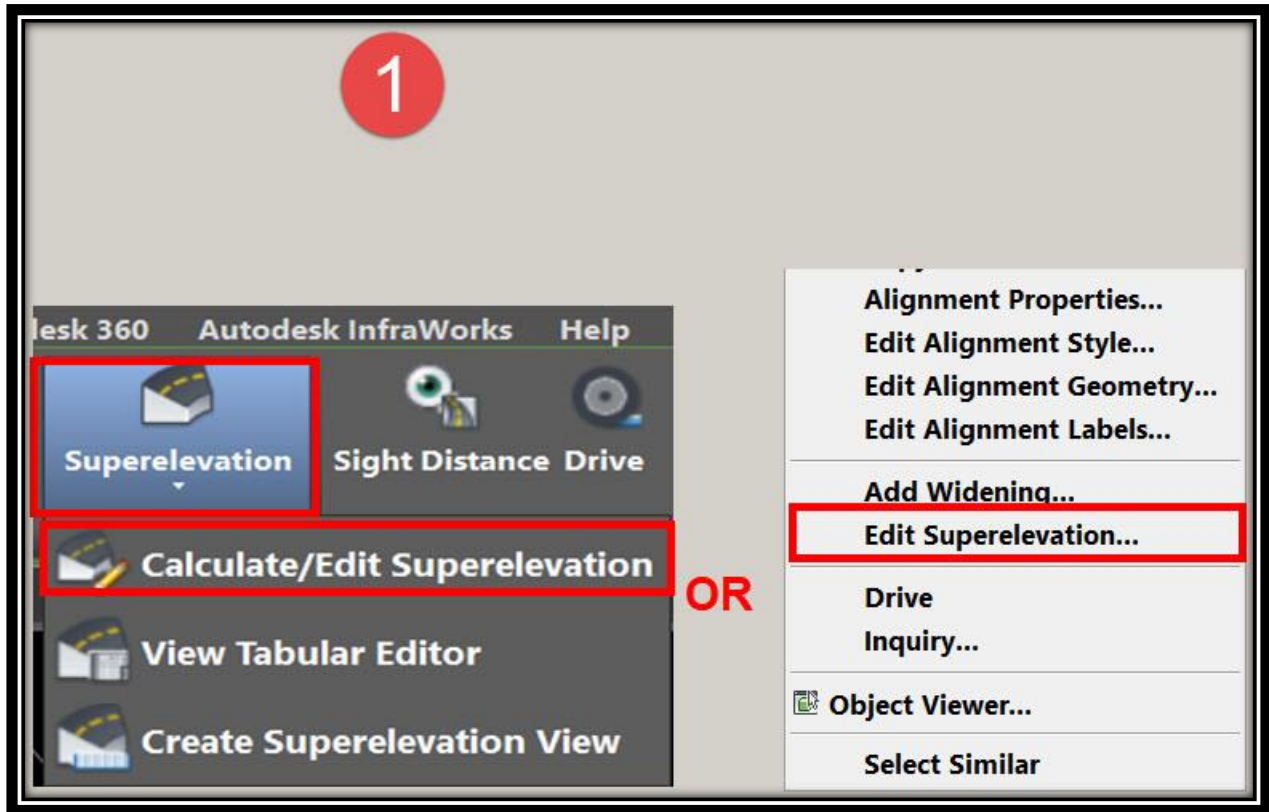 1
desk 360 Autodesk InfraWorks Help
Superelevation Sight Distance Drive
Calculate/Edit Superelevation
View Tabular Editor
Create Superelevation View
OR
Alignment Properties...
Edit Alignment Style...
Edit Alignment Geometry...
Edit Alignment Labels...
Add Widening...
Edit Superelevation...
Drive
Inquiry...
Object Viewer...
Select Similar